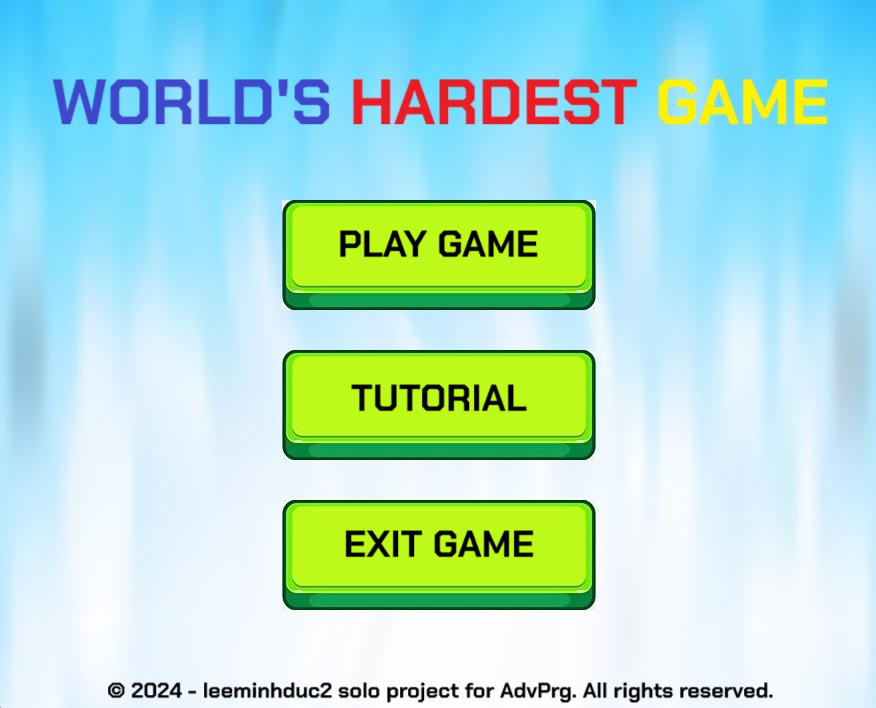 WORLD'S HARDEST GAME
PLAY GAME
TUTORIAL
EXIT GAME
© 2024 - leeminhduc2 solo project for AdvPrg. All rights reserved.